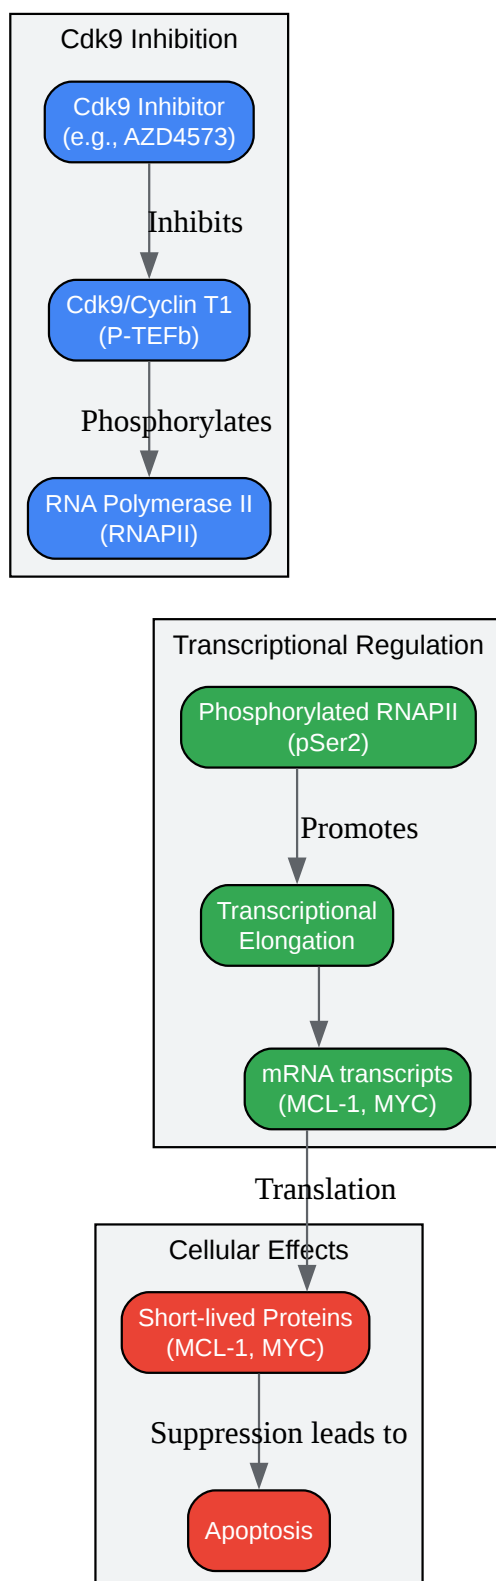 Cdk9 Inhibition
Cdk9 Inhibitor
(e.g., AZD4573)
Inhibits
Cdk9/Cyclin T1
(P-TEFb)
Phosphorylates
RNA Polymerase II
(RNAPII)
Transcriptional Regulation
Phosphorylated RNAPII
(pSer2)
Promotes
Transcriptional
Elongation
mRNA transcripts
(MCL-1, MYC)
Translation
Cellular Effects
Short-lived Proteins
(MCL-1, MYC)
Suppression leads to
Apoptosis